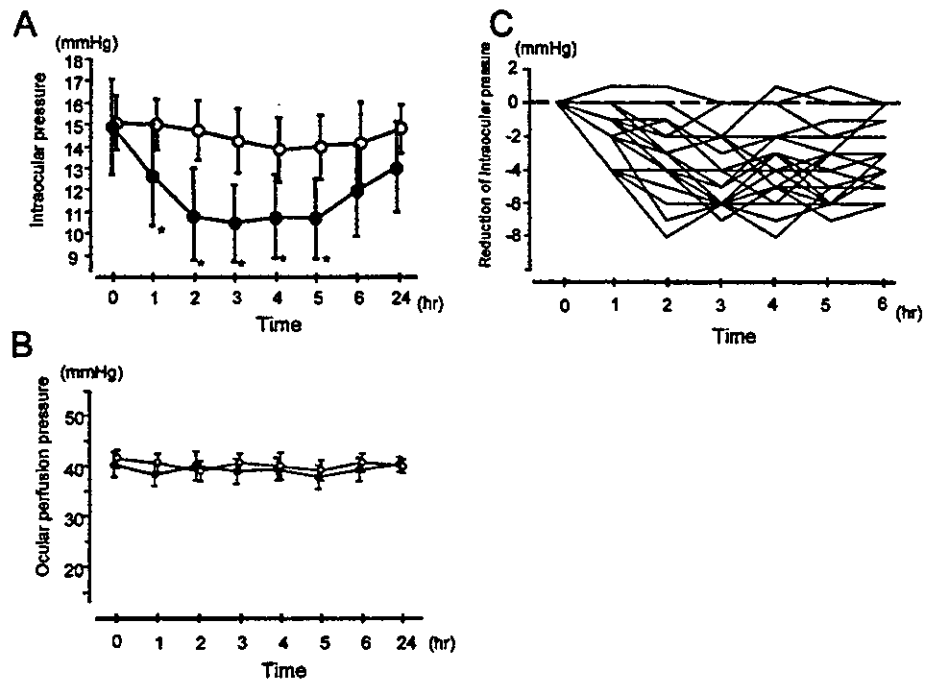 A
(mmHg)
Intraocular pressure
18
17
16
15
14
13
12
11
10
9
*
*
*
*
*
0 1 2 3 4 5 6 24 (hr)
Time
B
(mmHg)
Ocular perfusion pressure
50
40
30
20
0 1 2 3 4 5 6 24 (hr)
Time
C
(mmHg)
Reduction of Intraocular pressure
2
0
-2
-4
-6
-8
0 1 2 3 4 5 6 (hr)
Time